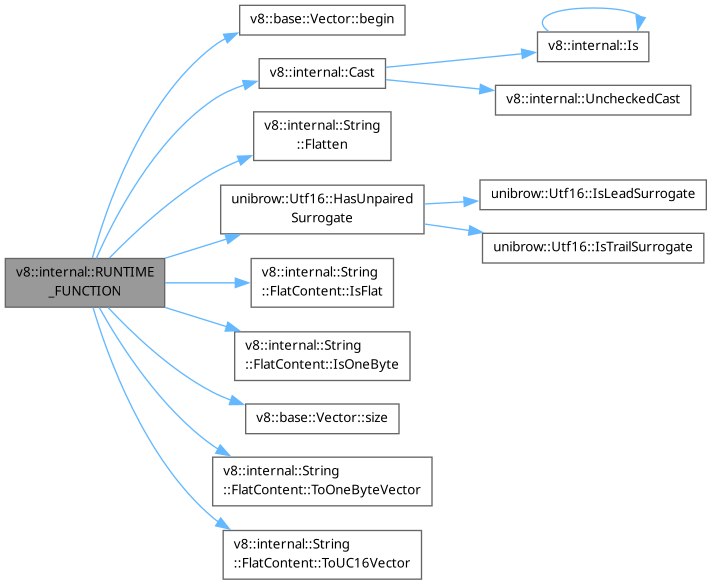 v8::base::Vector::begin
v8::internal::Cast
v8::internal::Is
v8::internal::UncheckedCast
v8::internal::String
::Flatten
unibrow::Utf16::HasUnpaired
Surrogate
unibrow::Utf16::IsLeadSurrogate
unibrow::Utf16::IsTrailSurrogate
v8::internal::RUNTIME
_FUNCTION
v8::internal::String
::FlatContent::IsFlat
v8::internal::String
::FlatContent::IsOneByte
v8::base::Vector::size
v8::internal::String
::FlatContent::ToOneByteVector
v8::internal::String
::FlatContent::ToUC16Vector